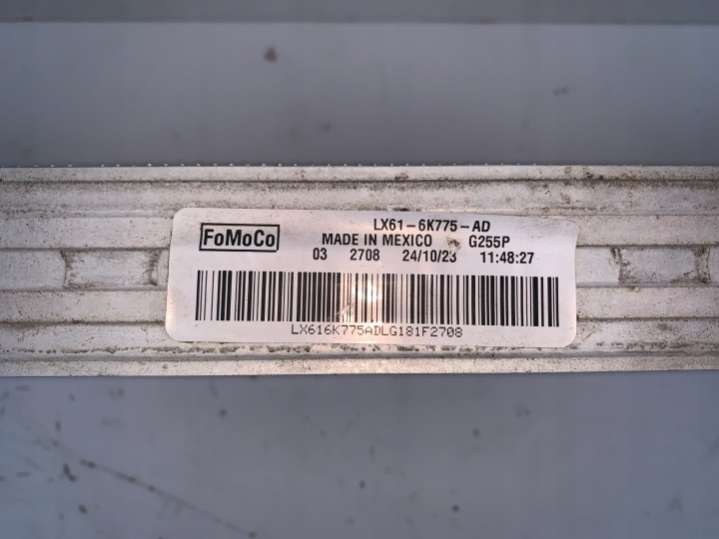 LX61-6K775-AD
FoMoCo
MADE IN MEXICO G255P
03 2708 24/10/23 11:48:27
LX616K775ADLG181F2708